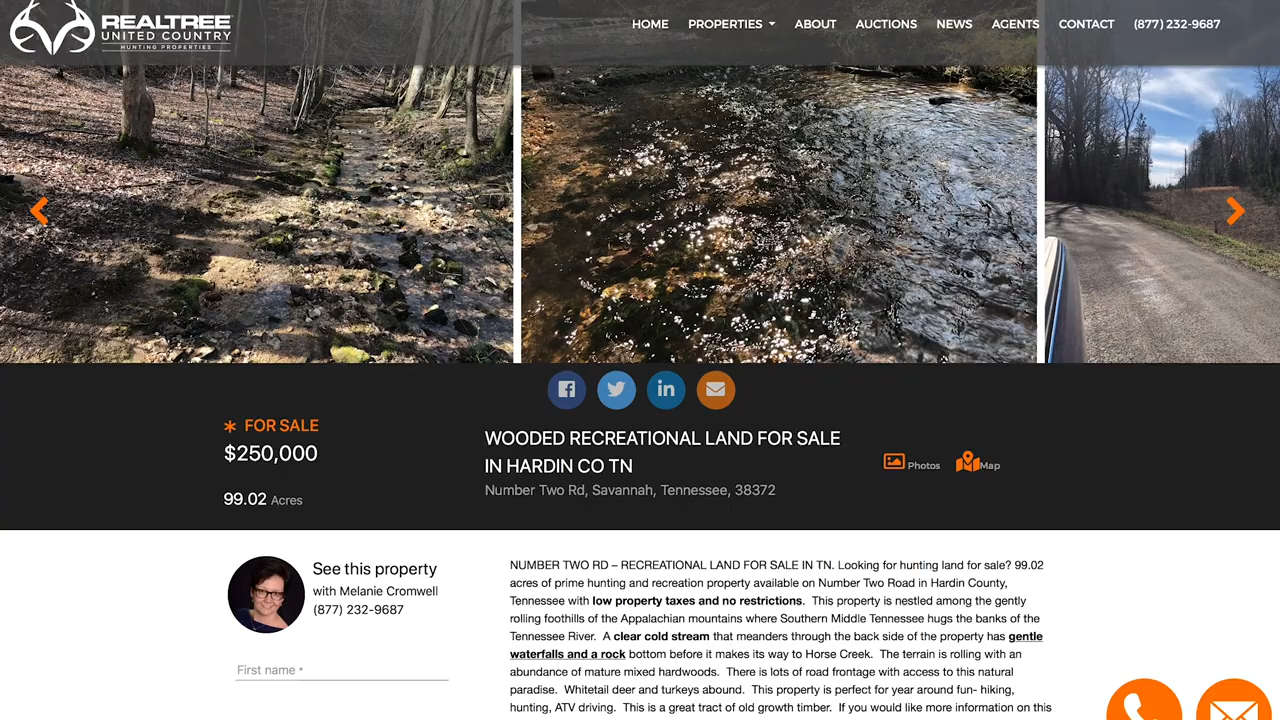 REALTREE
UNITED COUNTRY
HUNTING PROPERTIES
HOME PROPERTIES ABOUT AUCTIONS NEWS AGENTS CONTACT (877) 232-9687
FOR SALE
$250,000
99.02 Acres
WOODED RECREATIONAL LAND FOR SALE
IN HARDIN CO TN
Number Two Rd, Savannah, Tennessee, 38372
Photos Map
See this property
with Melanie Cromwell
(877) 232-9687
First name *
NUMBER TWO RD – RECREATIONAL LAND FOR SALE IN TN. Looking for hunting land for sale? 99.02
acres of prime hunting and recreation property available on Number Two Road in Hardin County,
Tennessee with low property taxes and no restrictions. This property is nestled among the gently
rolling foothills of the Appalachian mountains where Southern Middle Tennessee hugs the banks of the
Tennessee River. A clear cold stream that meanders through the back side of the property has gentle
waterfalls and a rock bottom before it makes its way to Horse Creek. The terrain is rolling with an
abundance of mature mixed hardwoods. There is lots of road frontage with access to this natural
paradise. Whitetail deer and turkeys abound. This property is perfect for year around fun- hiking,
hunting, ATV driving. This is a great tract of old growth timber. If you would like more information on this